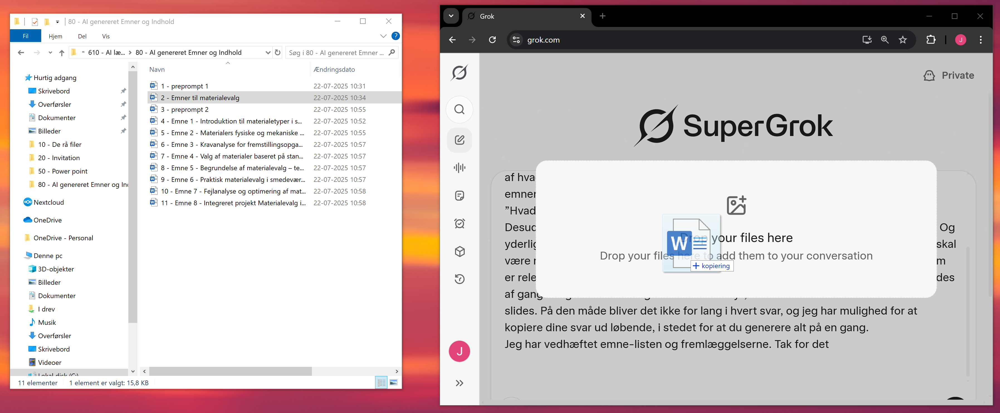 80 - AI genereret Emner og Indhold
Fil
Hjem
Del
Vis
?
« 610 - AI læ... > 80 - AI genereret Emner og Indhold
Søg i 80 - AI genereret Emner ...
Hurtig adgang
Skrivebord
Overførsler
Dokumenter
Billeder
10 - De rå filer
20 - Invitation
50 - Power point
80 - AI genereret Emner og In
Nextcloud
OneDrive
OneDrive - Personal
Denne pc
3D-objekter
Billeder
Dokumenter
I drev
Musik
Overførsler
Skrivebord
Videoer
Lokal disk (C:)
Navn
Ændringsdato
1 - preprompt 1 22-07-2025 10:31
2 - Emner til materialevalg 22-07-2025 10:34
3 - preprompt 2 22-07-2025 10:55
4 - Emne 1 - Introduktion til materialetyper i s... 22-07-2025 10:52
5 - Emne 2 - Materialers fysiske og mekaniske ... 22-07-2025 10:55
6 - Emne 3 - Kravanalyse for fremstillingsopga... 22-07-2025 10:57
7 - Emne 4 - Valg af materialer baseret på stan... 22-07-2025 10:57
8 - Emne 5 - Begrundelse af materialevalg – te... 22-07-2025 10:57
9 - Emne 6 - Praktisk materialevalg i smedevær... 22-07-2025 10:57
10 - Emne 7 - Fejlanalyse og optimering af mat... 22-07-2025 10:58
11 - Emne 8 - Integreret projekt Materialevalg i... 22-07-2025 10:58
11 elementer
1 element er valgt: 15,8 KB
Grok
grok.com
J
Private
SuperGrok
af hva
emner
”Hvad
Desud Og
yderlig skal
være r m
er rele des
af gang
slides. På den måde bliver det ikke for lang i hvert svar, og jeg har mulighed for at
kopiere dine svar ud løbende, i stedet for at du generere alt på en gang.
Jeg har vedhæftet emne-listen og fremlæggelserne. Tak for det
Drop your files here
Drop your files here to add them to your conversation
W
+ kopiering
J